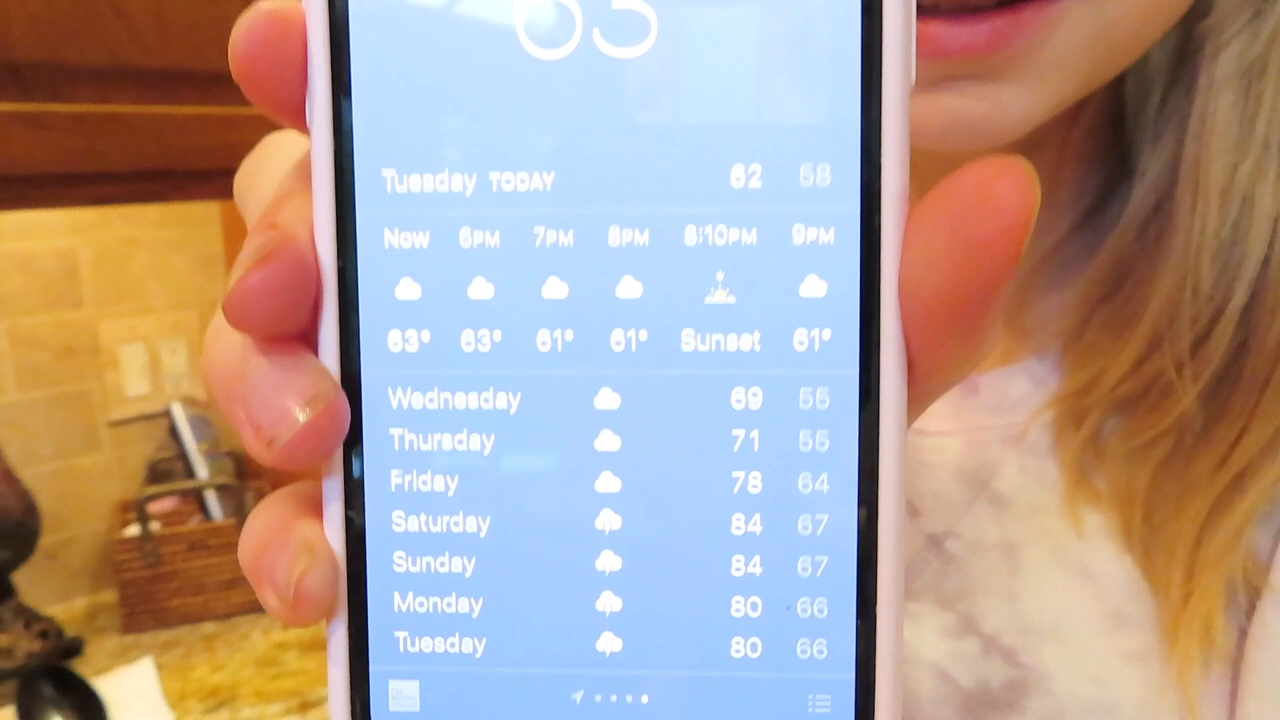 63
Tuesday TODAY 62 58
Now 6PM 7PM 8PM 8:10PM 9PM
63° 63° 61° 61° Sunset 61°
Wednesday 69 55
Thursday 71 55
Friday 78 64
Saturday 84 67
Sunday 84 67
Monday 80 66
Tuesday 80 66